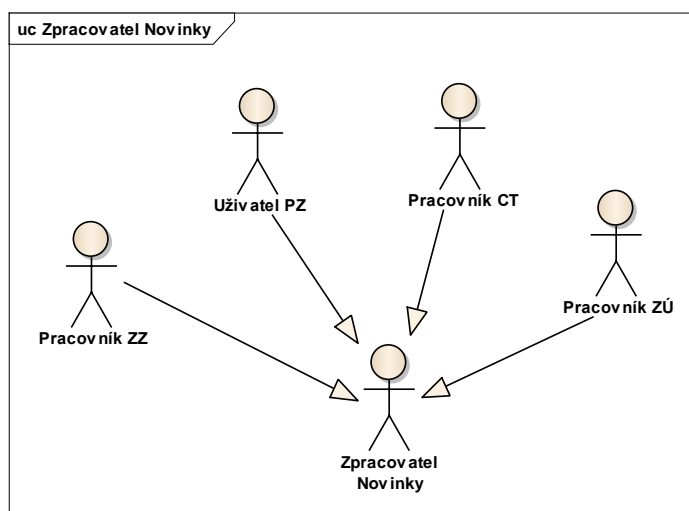 uc Zpracovatel Novinky
Uživatel PZ
Pracovník CT
Pracovník ZÚ
Pracovník ZZ
Zpracovatel
Novinky